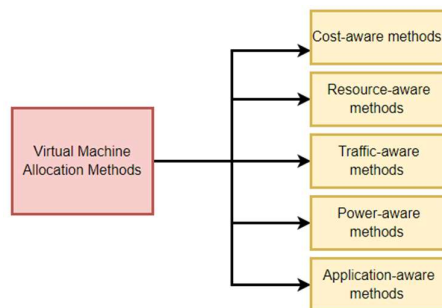 Cost-aware methods
Resource-aware
methods
Virtual Machine
Allocation Methods
Traffic-aware
methods
Power-aware
methods
Application-aware
methods